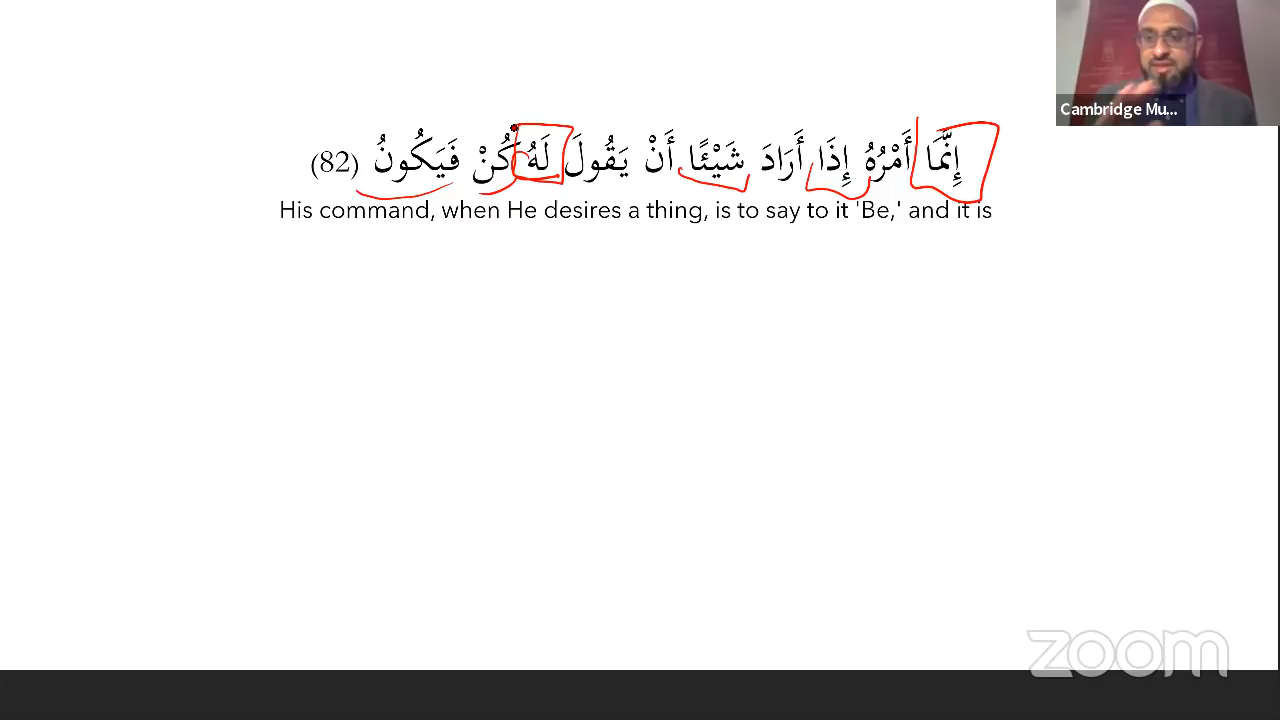 Cambridge Mu...
إِنَّمَا أَمْرُهُ إِذَا أَرَادَ شَيْئًا أَنْ يَقُولَ لَهُ كُنْ فَيَكُونُ (82)
His command, when He desires a thing, is to say to it 'Be,' and it is
zoom